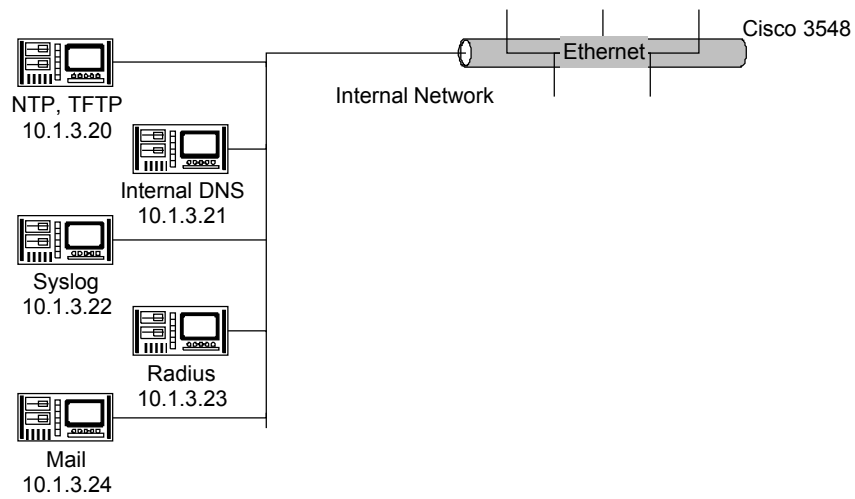 Cisco 3548
Ethernet
Internal Network
NTP, TFTP
10.1.3.20
Internal DNS
10.1.3.21
Syslog
10.1.3.22
Radius
10.1.3.23
Mail
10.1.3.24